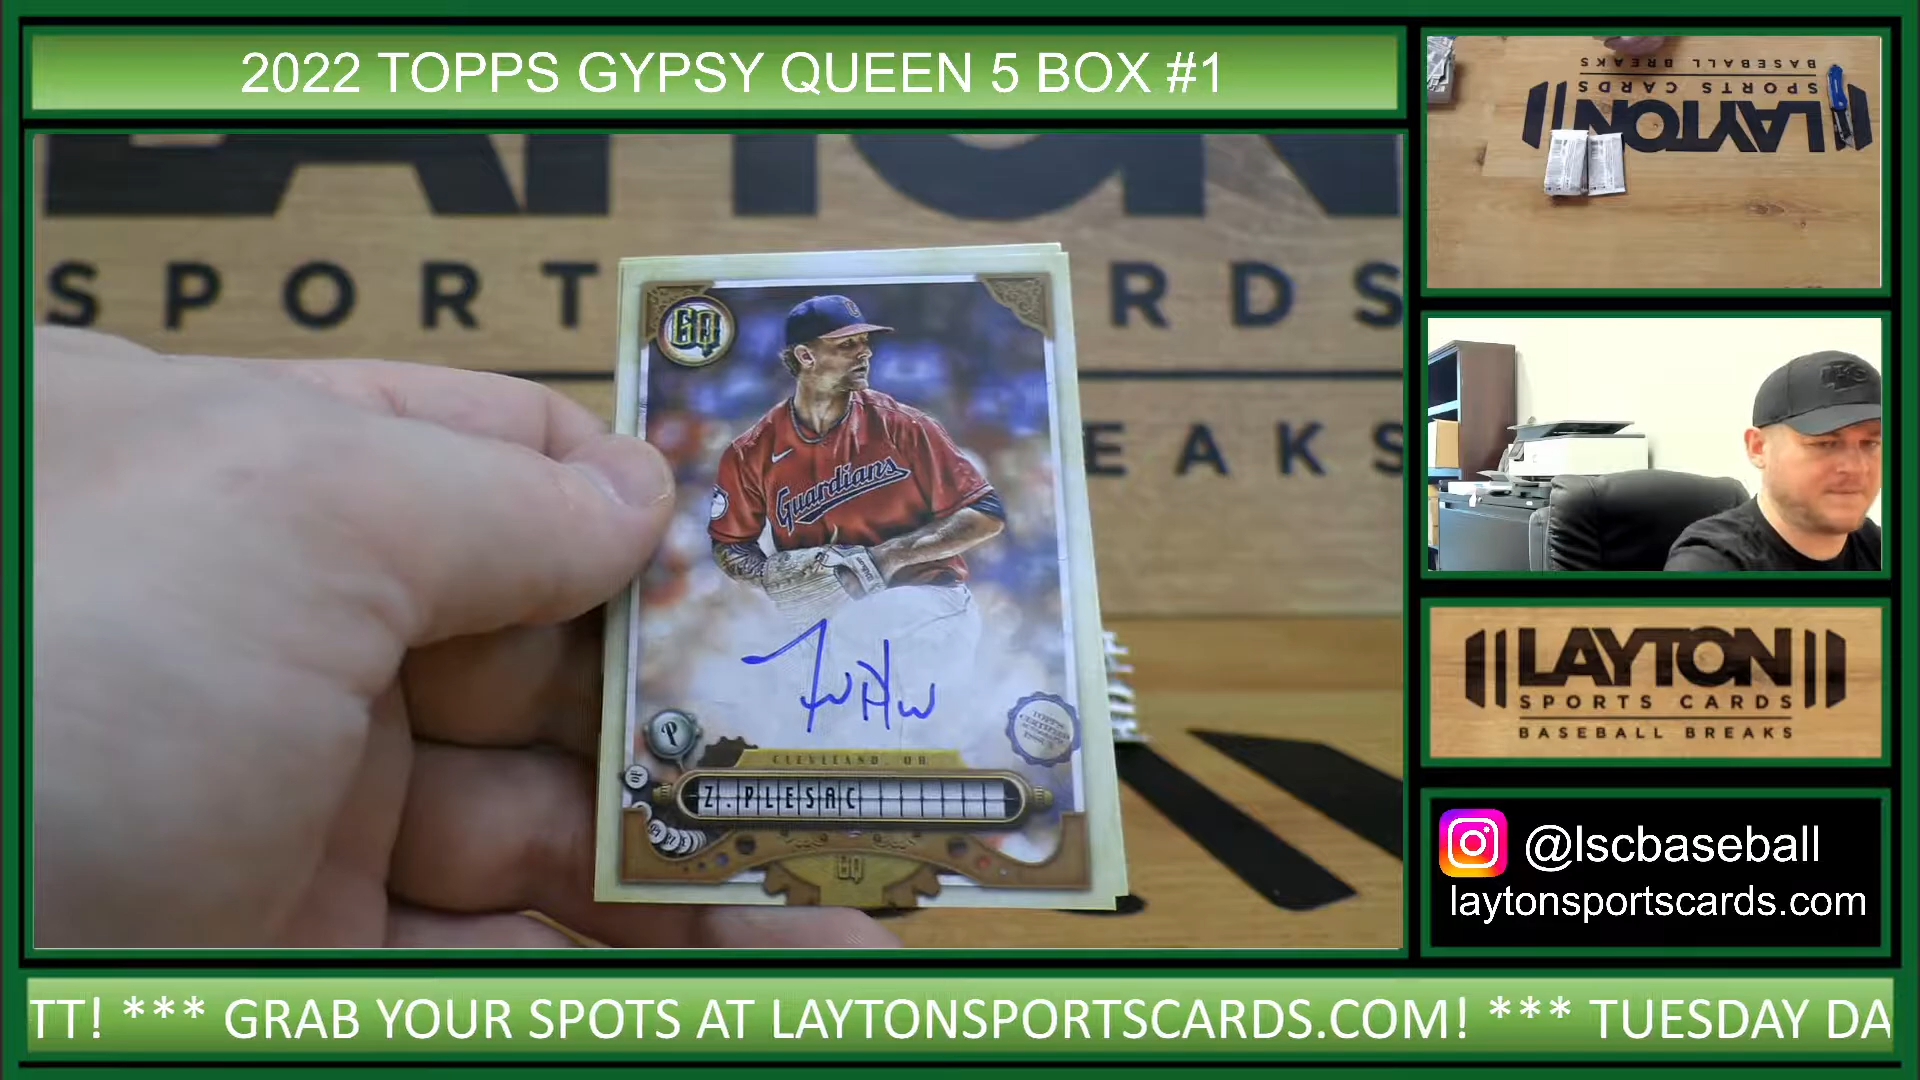 2022 TOPPS GYPSY QUEEN 5 BOX #1
LAYTON
SPORTS CARDS
BASEBALL BREAKS
SPORT
RDS
EAKS
GQ
Guardians
P
CLEVELAND, OH
Z. PLESAC
GQ
LAYTON
SPORTS CARDS
BASEBALL BREAKS
@lscbaseball
laytonsportscards.com
TT! *** GRAB YOUR SPOTS AT LAYTONSPORTSCARDS.COM! *** TUESDAY DA